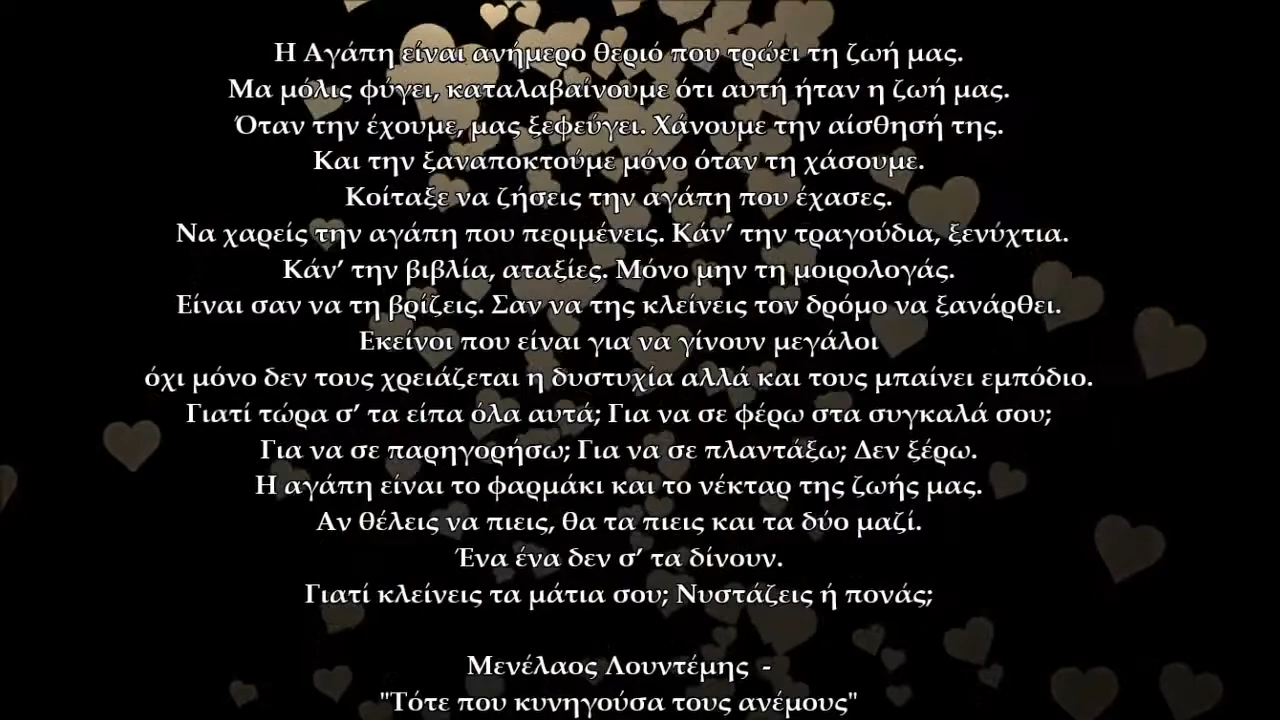 Η Αγάπη είναι ανήμερο θεριό που τρώει τη ζωή μας.
Μα μόλις φύγει, καταλαβαίνουμε ότι αυτή ήταν η ζωή μας.
Όταν την έχουμε, μας ξεφεύγει. Χάνουμε την αίσθησή της.
Και την ξαναποκτούμε μόνο όταν τη χάσουμε.
Κοίταξε να ζήσεις την αγάπη που έχασες.
Να χαρείς την αγάπη που περιμένεις. Κάν’ την τραγούδια, ξενύχτια.
Κάν’ την βιβλία, αταξίες. Μόνο μην τη μοιρολογάς.
Είναι σαν να τη βρίζεις. Σαν να της κλείνεις τον δρόμο να ξανάρθει.
Εκείνοι που είναι για να γίνουν μεγάλοι
όχι μόνο δεν τους χρειάζεται η δυστυχία αλλά και τους μπαίνει εμπόδιο.
Γιατί τώρα σ’ τα είπα όλα αυτά; Για να σε φέρω στα συγκαλά σου;
Για να σε παρηγορήσω; Για να σε πλαντάξω; Δεν ξέρω.
Η αγάπη είναι το φαρμάκι και το νέκταρ της ζωής μας.
Αν θέλεις να πιεις, θα τα πιεις και τα δύο μαζί.
Ένα ένα δεν σ’ τα δίνουν.
Γιατί κλείνεις τα μάτια σου; Νυστάζεις ή πονάς;
Μενέλαος Λουντέμης -
"Τότε που κυνηγούσα τους ανέμους"